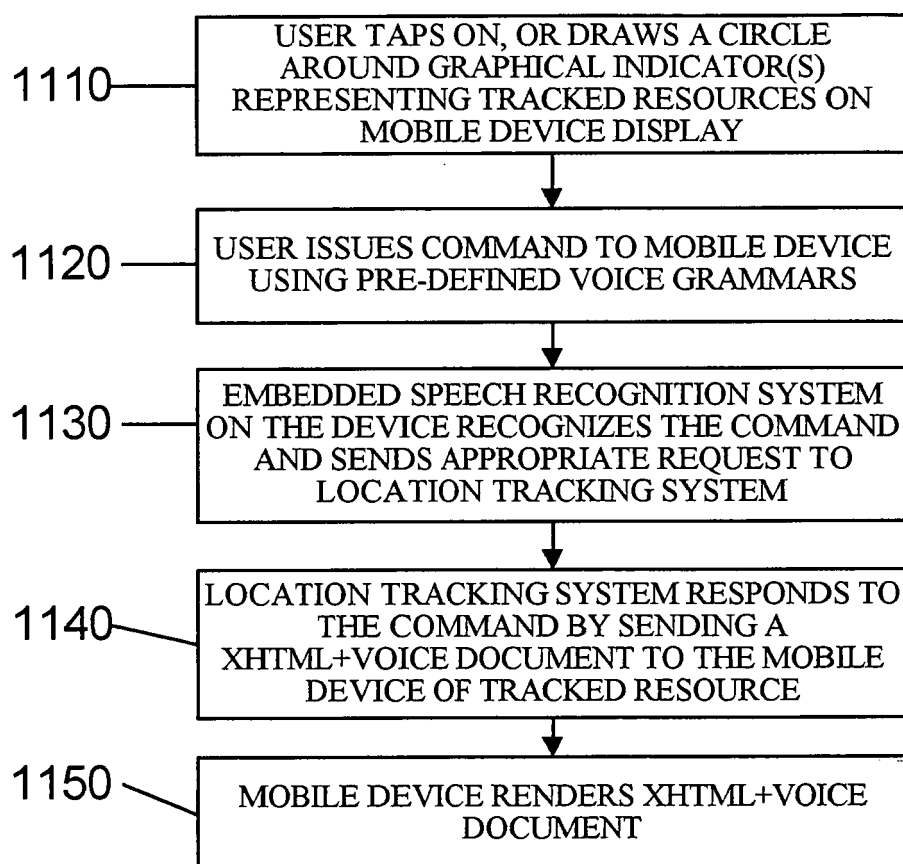 USER TAPS ON, OR DRAWS A CIRCLE
AROUND GRAPHICAL INDICATOR(S)
REPRESENTING TRACKED RESOURCES ON
MOBILE DEVICE DISPLAY
1110
USER ISSUES COMMAND TO MOBILE DEVICE
USING PRE-DEFINED VOICE GRAMMARS
1120
EMBEDDED SPEECH RECOGNITION SYSTEM
ON THE DEVICE RECOGNIZES THE COMMAND
AND SENDS APPROPRIATE REQUEST TO
LOCATION TRACKING SYSTEM
1130
LOCATION TRACKING SYSTEM RESPONDS TO
THE COMMAND BY SENDING A
XHTML+VOICE DOCUMENT TO THE MOBILE
DEVICE OF TRACKED RESOURCE
1140
MOBILE DEVICE RENDERS XHTML+VOICE
DOCUMENT
1150